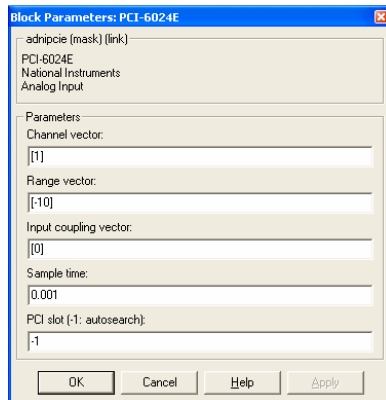 Block Parameters: PCI-6024E
adnipcie (mask) (link)
PCI-6024E
National Instruments
Analog Input
Parameters
Channel vector:
[1]
Range vector:
[-10]
Input coupling vector:
[0]
Sample time:
0.001
PCI slot (-1: autosearch):
-1
OK Cancel Help Apply